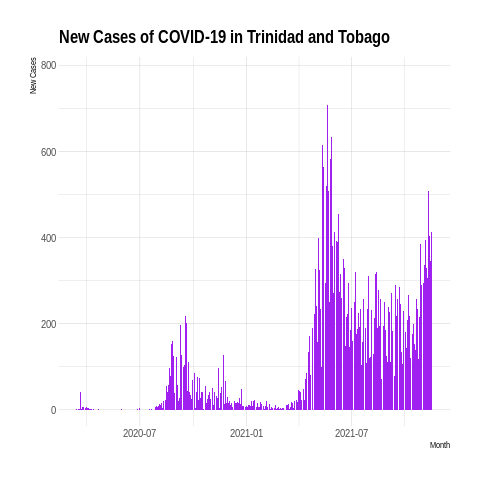 New Cases of COVID-19 in Trinidad and Tobago
New Cases
800
600
400
200
0
2020-07
2021-01
2021-07
Month